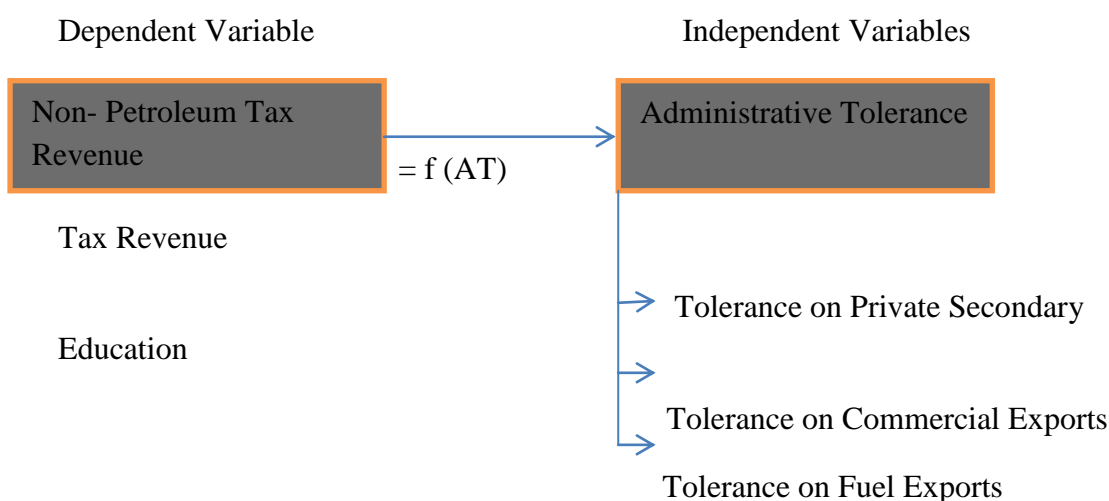 Dependent Variable
Independent Variables
Non- Petroleum Tax
Revenue
= f (AT)
Administrative Tolerance
Tax Revenue
Tolerance on Private Secondary
Education
Tolerance on Commercial Exports
Tolerance on Fuel Exports